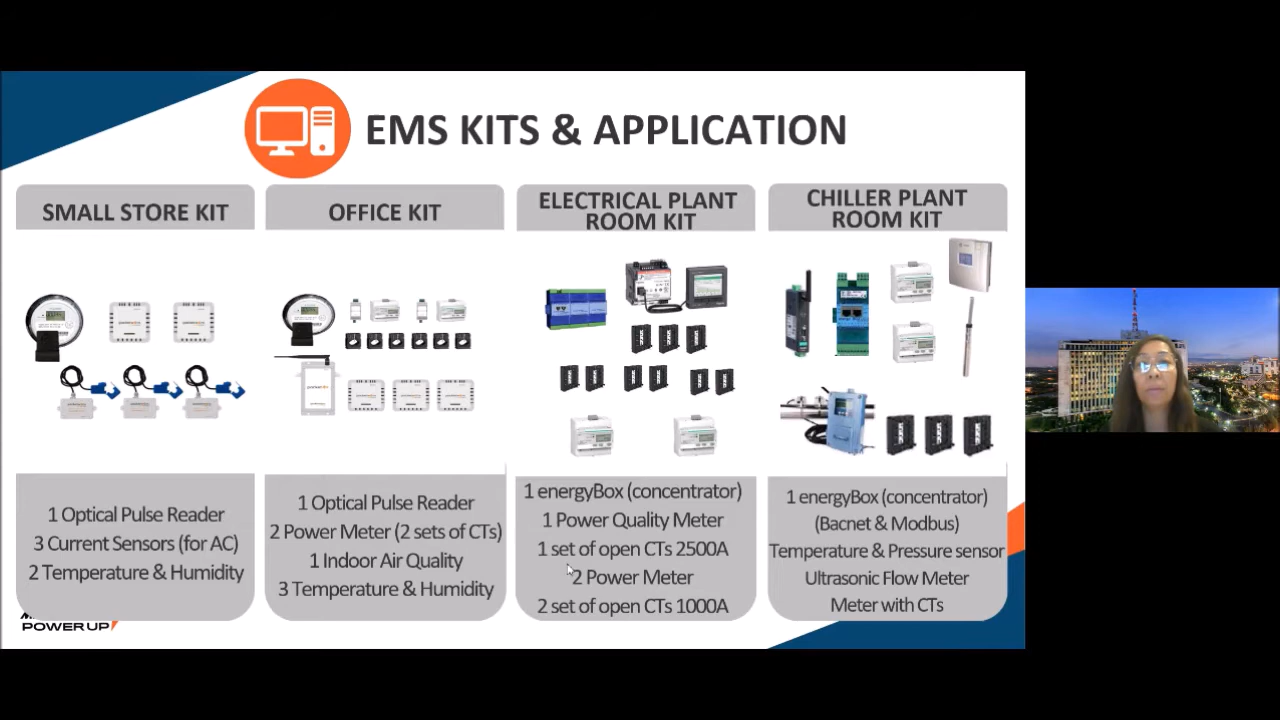 EMS KITS & APPLICATION
SMALL STORE KIT
1 Optical Pulse Reader
3 Current Sensors (for AC)
2 Temperature & Humidity
OFFICE KIT
1 Optical Pulse Reader
2 Power Meter (2 sets of CTs)
1 Indoor Air Quality
3 Temperature & Humidity
ELECTRICAL PLANT
ROOM KIT
1 energyBox (concentrator)
1 Power Quality Meter
1 set of open CTs 2500A
2 Power Meter
2 set of open CTs 1000A
CHILLER PLANT
ROOM KIT
1 energyBox (concentrator)
(Bacnet & Modbus)
Temperature & Pressure sensor
Ultrasonic Flow Meter
Meter with CTs
POWER UP